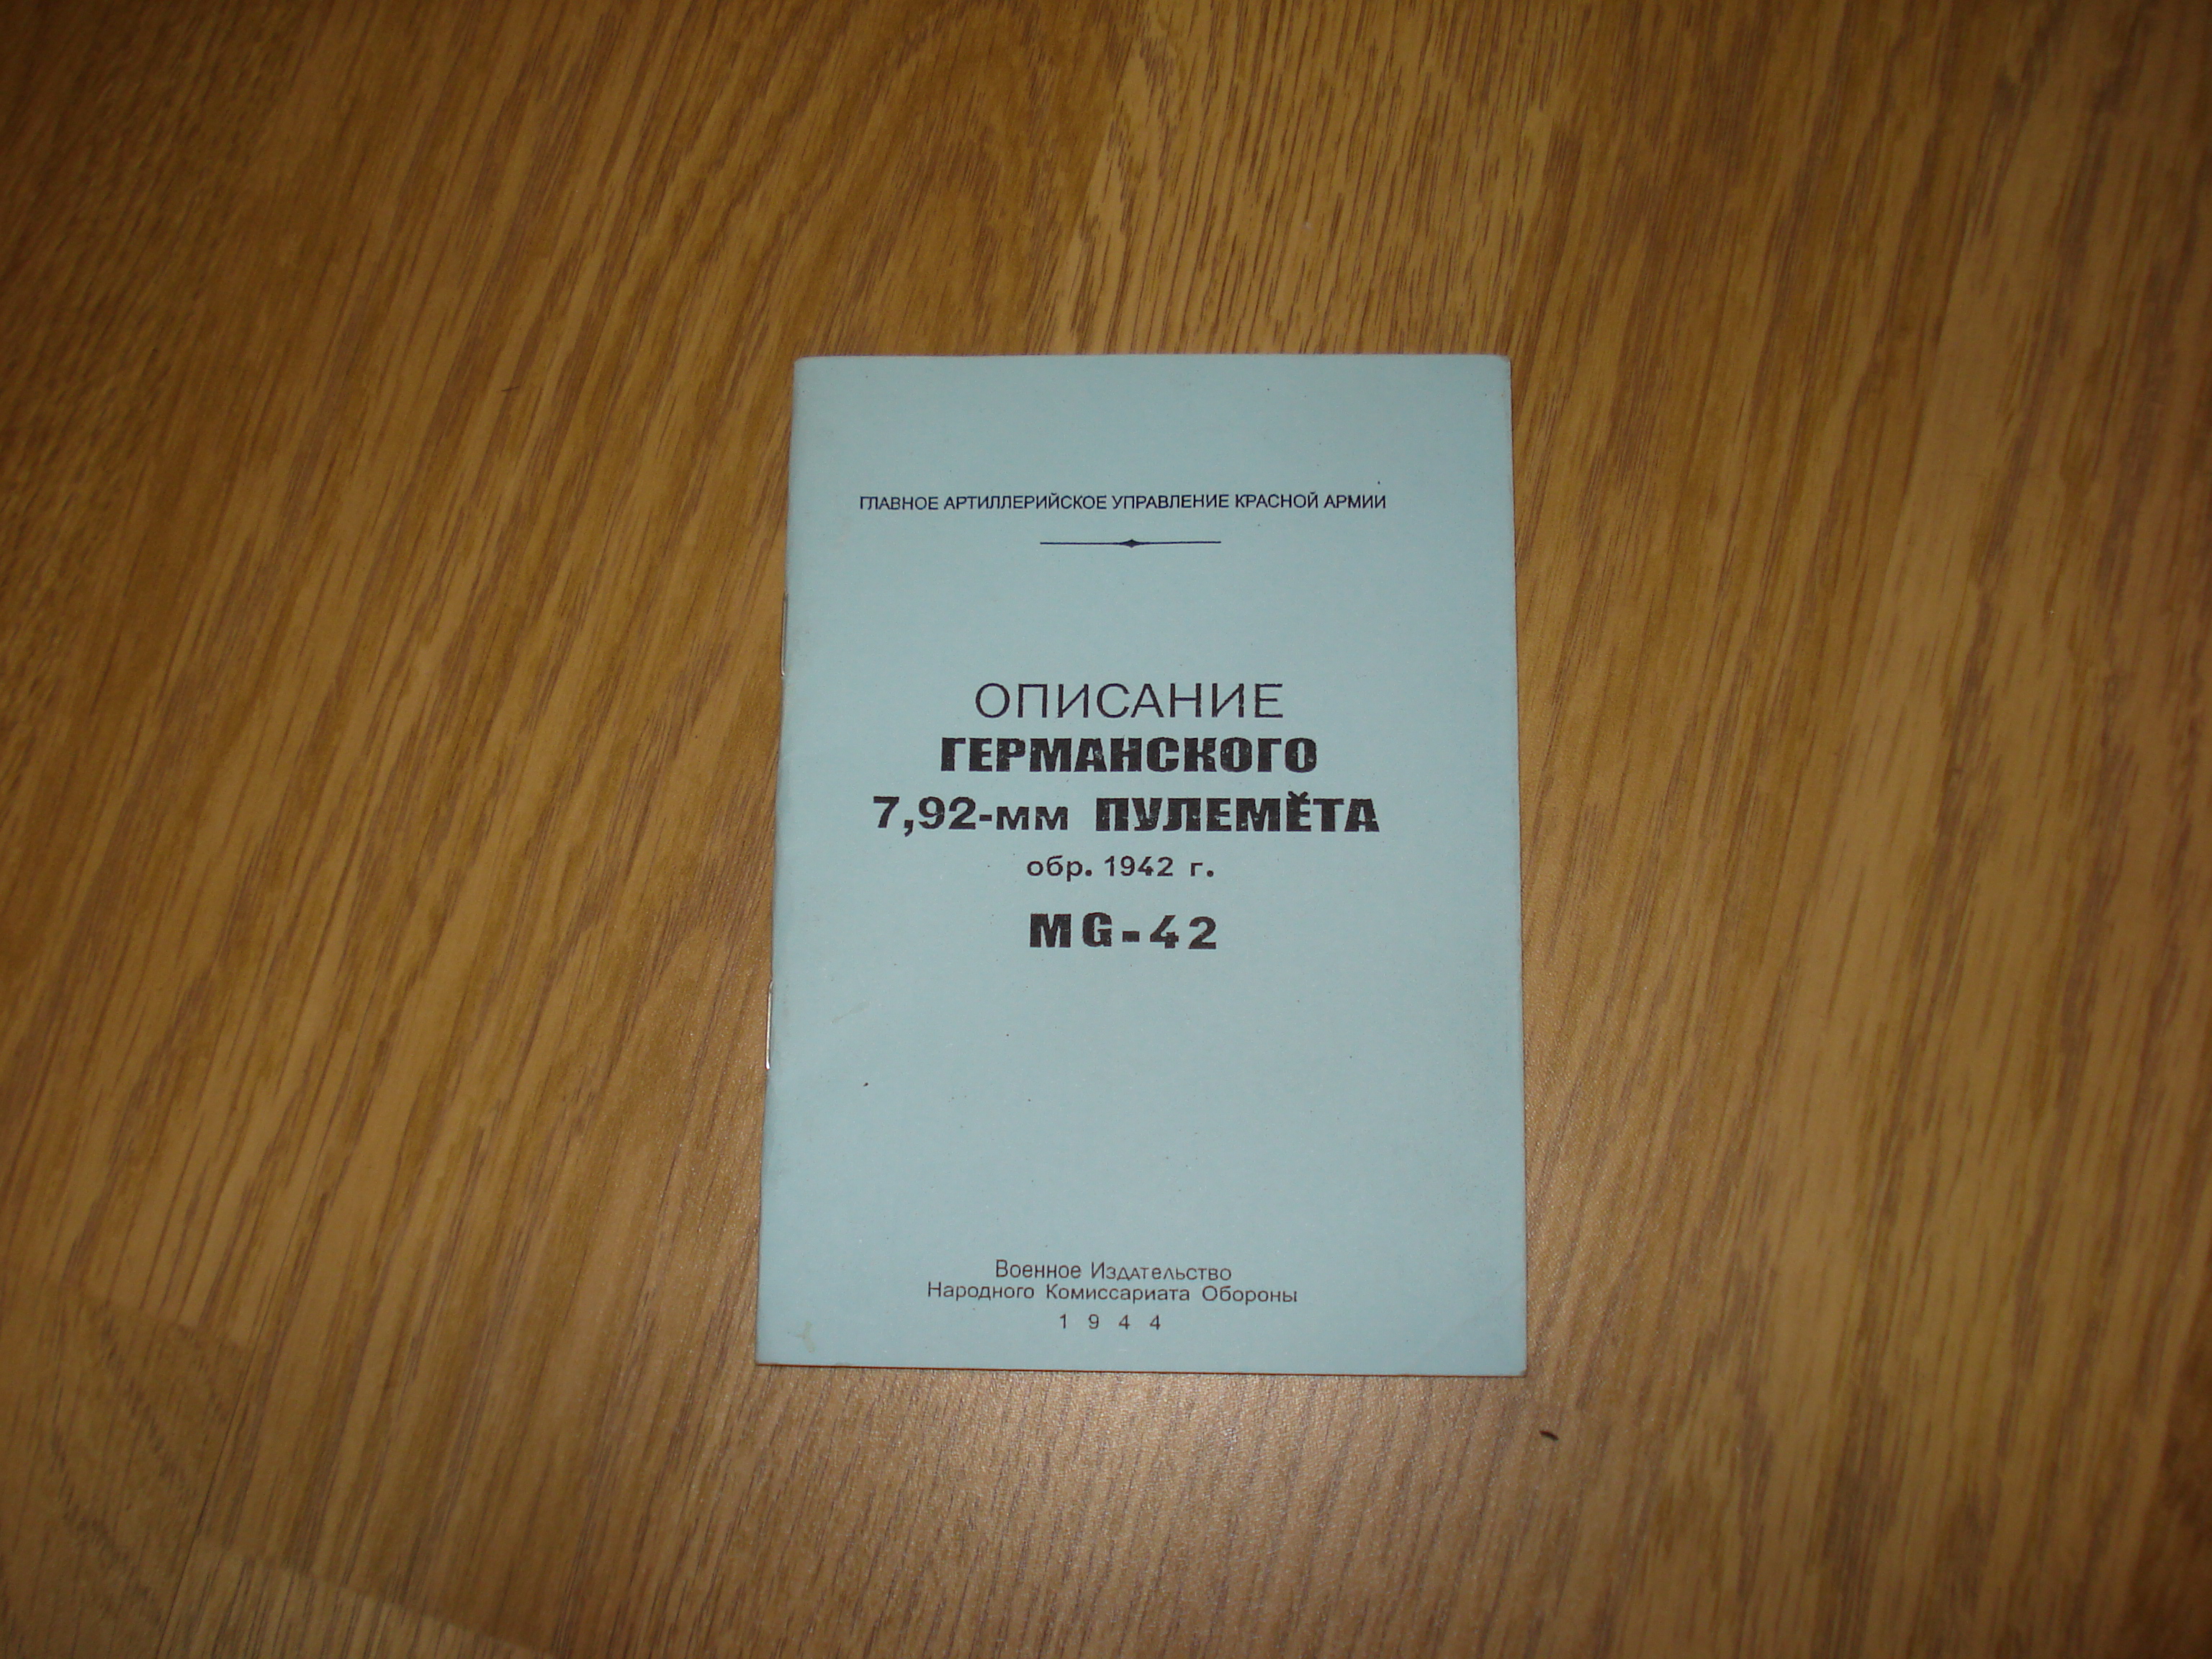 ГЛАВНОЕ АРТИЛЛЕРИЙСКОЕ УПРАВЛЕНИЕ КРАСНОЙ АРМИИ
ОПИСАНИЕ
ГЕРМАНСКОГО
7,92-мм ПУЛЕМЁТА
обр. 1942 г.
MG-42
Военное Издательство
Народного Комиссариата Обороны
1944